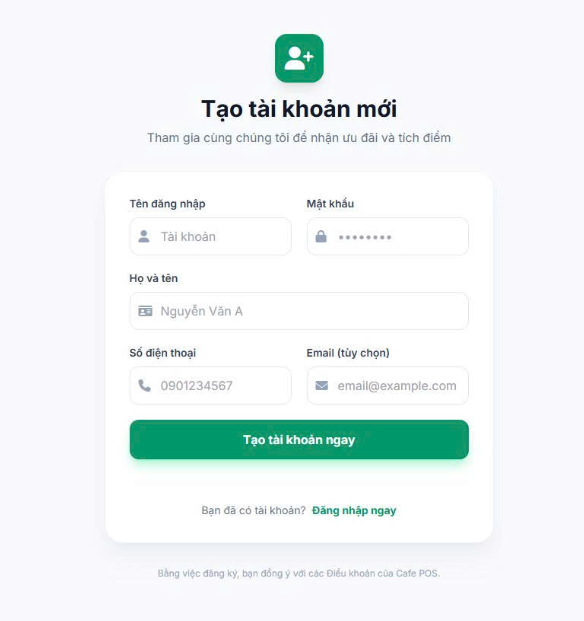 Tạo tài khoản mới
Tham gia cùng chúng tôi để nhận ưu đãi và tích điểm
Tên đăng nhập
Mật khẩu
Tài khoản
••••••••
Họ và tên
Nguyễn Văn A
Số điện thoại
Email (tùy chọn)
0901234567
email@example.com
Tạo tài khoản ngay
Bạn đã có tài khoản? Đăng nhập ngay
Bằng việc đăng ký, bạn đồng ý với các Điều khoản của Cafe POS.